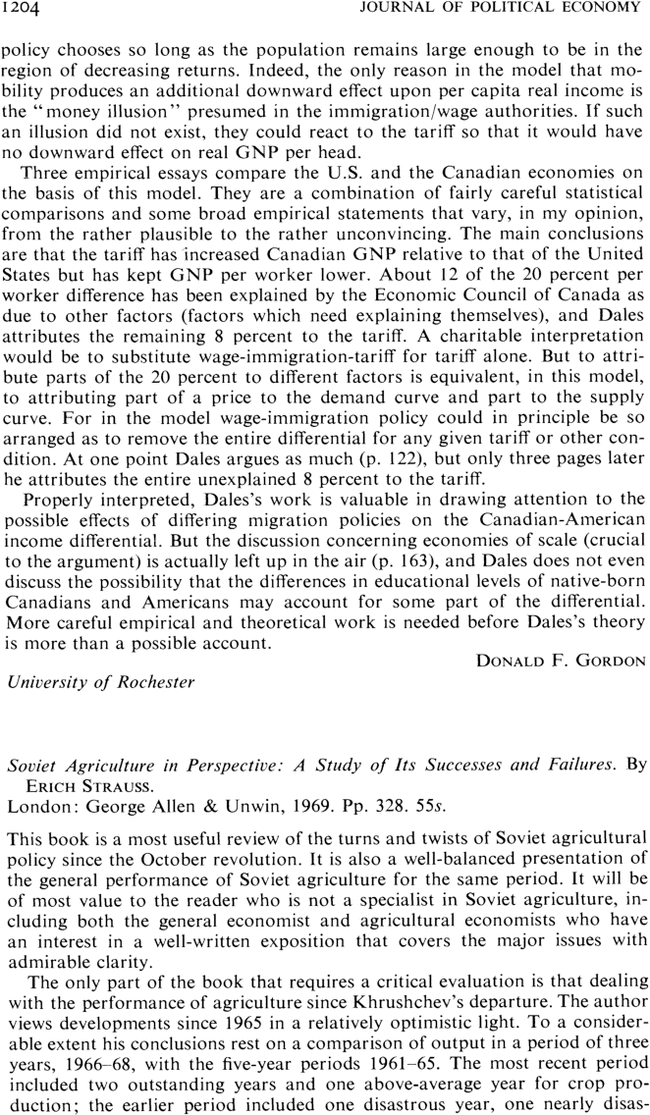 1204 JOURNAL OF POLITICAL ECONOMY
policy chooses so long as the population remains large enough to be in the
region of decreasing returns. Indeed, the only reason in the model that mo-
bility produces an additional downward effect upon per capita real income is
the “money illusion” presumed in the immigration/wage authorities. If such
an illusion did not exist, they could react to the tariff so that it would have
no downward effect on real GNP per head.
Three empirical essays compare the U.S. and the Canadian economies on
the basis of this model. They are a combination of fairly careful statistical
comparisons and some broad empirical statements that vary, in my opinion,
from the rather plausible to the rather unconvincing. The main conclusions
are that the tariff has increased Canadian GNP relative to that of the United
States but has kept GNP per worker lower. About 12 of the 20 percent per
worker difference has been explained by the Economic Council of Canada as
due to other factors (factors which need explaining themselves), and Dales
attributes the remaining 8 percent to the tariff. A charitable interpretation
would be to substitute wage-immigration-tariff for tariff alone. But to attri-
bute parts of the 20 percent to different factors is equivalent, in this model,
to attributing part of a price to the demand curve and part to the supply
curve. For in the model wage-immigration policy could in principle be so
arranged as to remove the entire differential for any given tariff or other con-
dition. At one point Dales argues as much (p. 122), but only three pages later
he attributes the entire unexplained 8 percent to the tariff.
Properly interpreted, Dales's work is valuable in drawing attention to the
possible effects of differing migration policies on the Canadian-American
income differential. But the discussion concerning economies of scale (crucial
to the argument) is actually left up in the air (p. 163), and Dales does not even
discuss the possibility that the differences in educational levels of native-born
Canadians and Americans may account for some part of the differential.
More careful empirical and theoretical work is needed before Dales's theory
is more than a possible account.
DONALD F. GORDON
University of Rochester
Soviet Agriculture in Perspective: A Study of Its Successes and Failures. By
ERICH STRAUSS.
London: George Allen & Unwin, 1969. Pp. 328. 55s.
This book is a most useful review of the turns and twists of Soviet agricultural
policy since the October revolution. It is also a well-balanced presentation of
the general performance of Soviet agriculture for the same period. It will be
of most value to the reader who is not a specialist in Soviet agriculture, in-
cluding both the general economist and agricultural economists who have
an interest in a well-written exposition that covers the major issues with
admirable clarity.
The only part of the book that requires a critical evaluation is that dealing
with the performance of agriculture since Khrushchev's departure. The author
views developments since 1965 in a relatively optimistic light. To a consider-
able extent his conclusions rest on a comparison of output in a period of three
years, 1966–68, with the five-year periods 1961–65. The most recent period
included two outstanding years and one above-average year for crop pro-
duction; the earlier period included one disastrous year, one nearly disas-